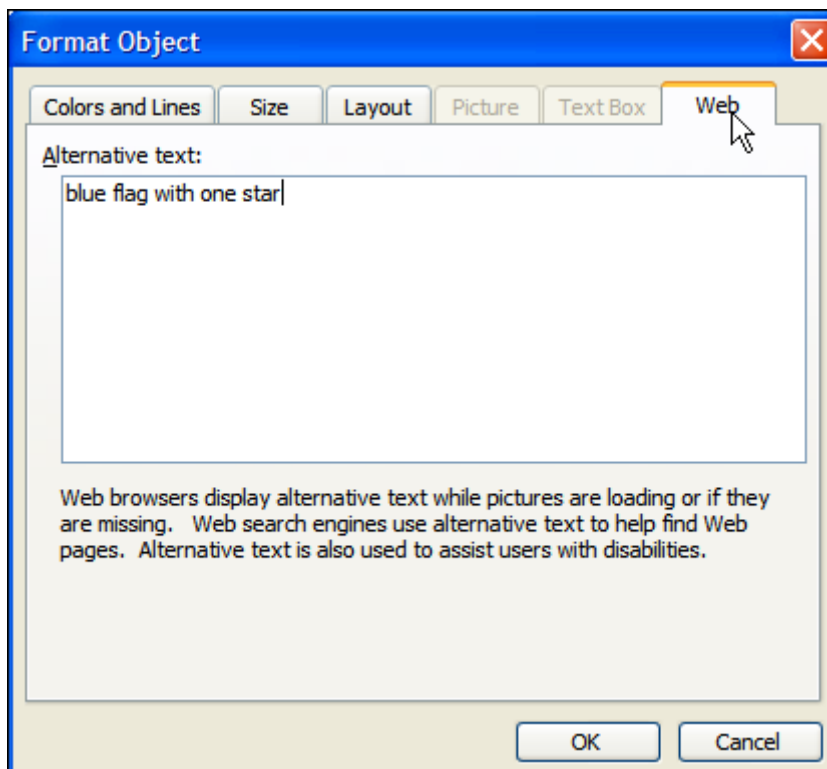 Format Object
Colors and Lines Size Layout Picture Text Box Web
Alternative text:
blue flag with one star
Web browsers display alternative text while pictures are loading or if they
are missing. Web search engines use alternative text to help find Web
pages. Alternative text is also used to assist users with disabilities.
OK Cancel